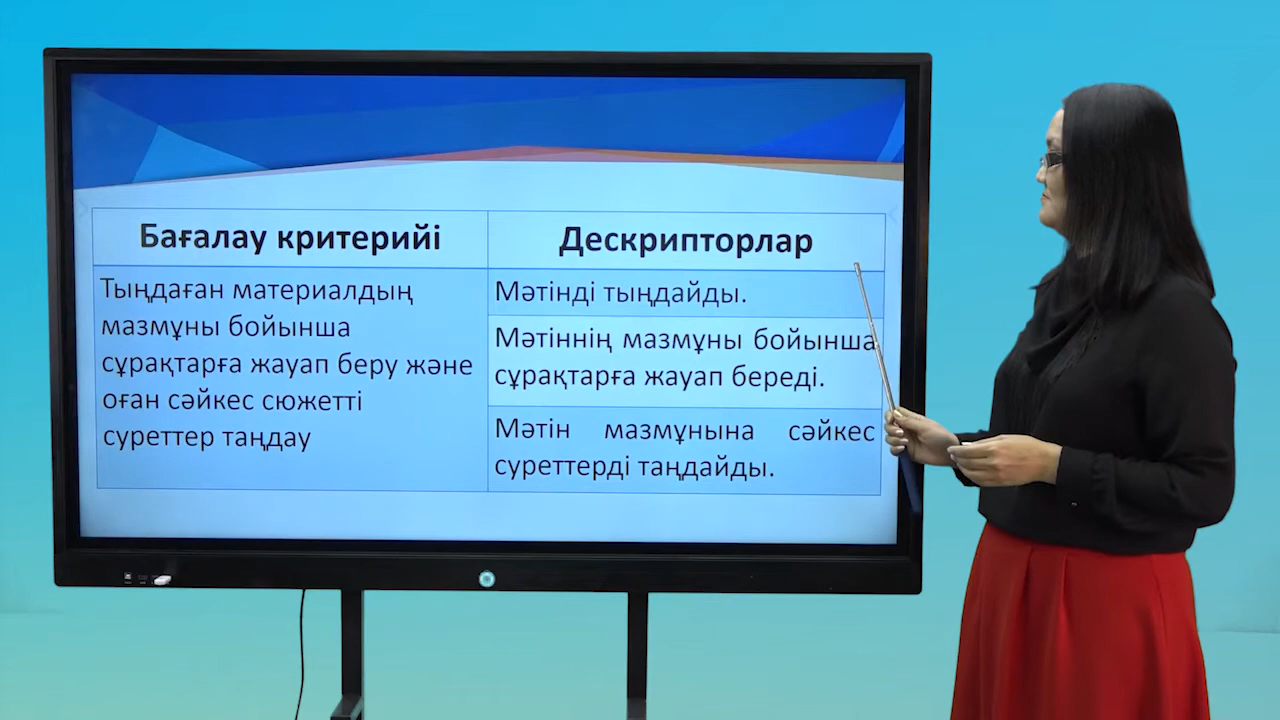 Бағалау критерийі
Дескрипторлар
Тыңдаған материалдың
мазмұны бойынша
сұрақтарға жауап беру және
оған сәйкес сюжетті
суреттер таңдау
Мәтінді тыңдайды.
Мәтіннің мазмұны бойынша
сұрақтарға жауап береді.
Мәтін мазмұнына сәйкес
суреттерді таңдайды.